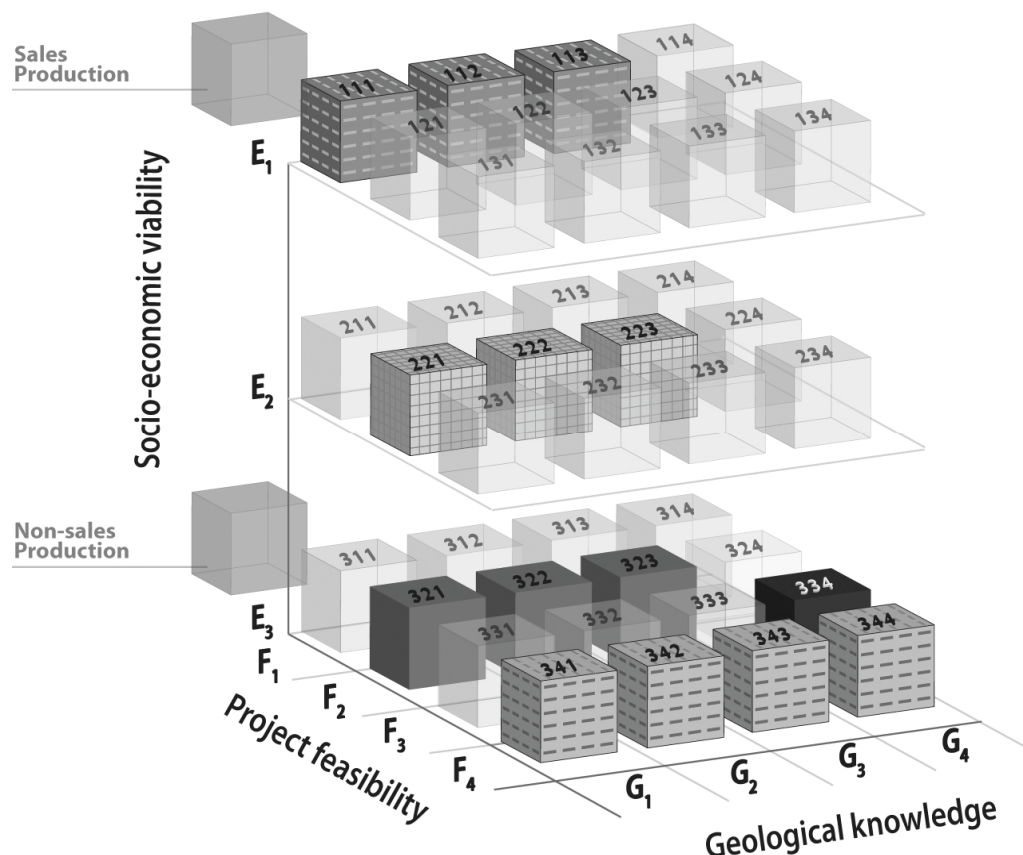 Sales
Production
111
112
113
114
121
122
123
124
131
132
133
134
E1
Socio-economic viability
211
212
213
214
221
222
223
224
231
232
233
234
E2
Non-sales
Production
311
312
313
314
321
322
323
324
331
332
333
334
341
342
343
344
E3
F1
F2
F3
F4
Project feasibility
G1
G2
G3
G4
Geological knowledge